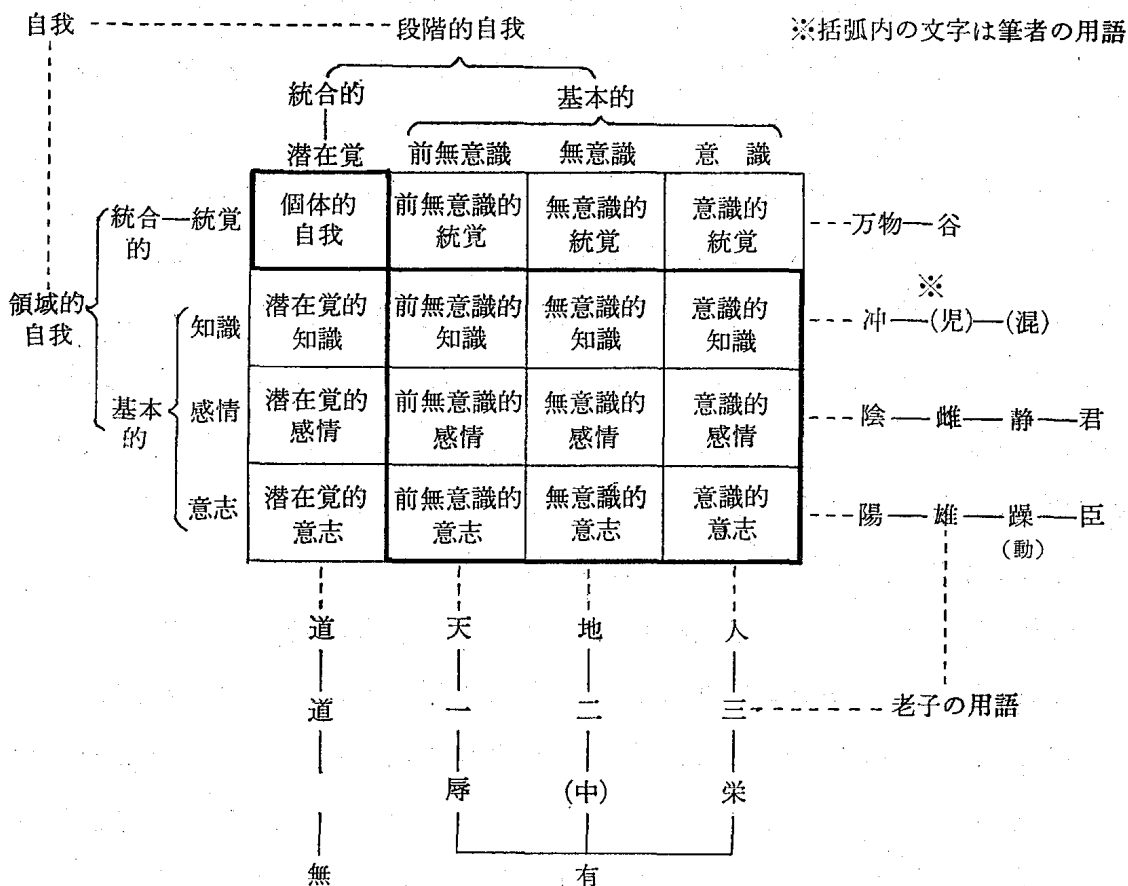 自我 段階的自我 ※括弧内の文字は筆者の用語
統合的 基本的
潜在覚 前無意識 無意識 意識
領域的自我
統合的 統覚
個体的自我 前無意識的統覚 無意識的統覚 意識的統覚
万物 谷
※
基本的
知識
潜在覚的知識 前無意識的知識 無意識的知識 意識的知識
冲 (児) (混)
感情
潜在覚的感情 前無意識的感情 無意識的感情 意識的感情
陰 雌 静 君
意志
潜在覚的意志 前無意識的意志 無意識的意志 意識的意志
陽 雄 躁 臣
(動)
道 天 地 人
道 一 二 三 老子の用語
辱 (中) 栄
無 有